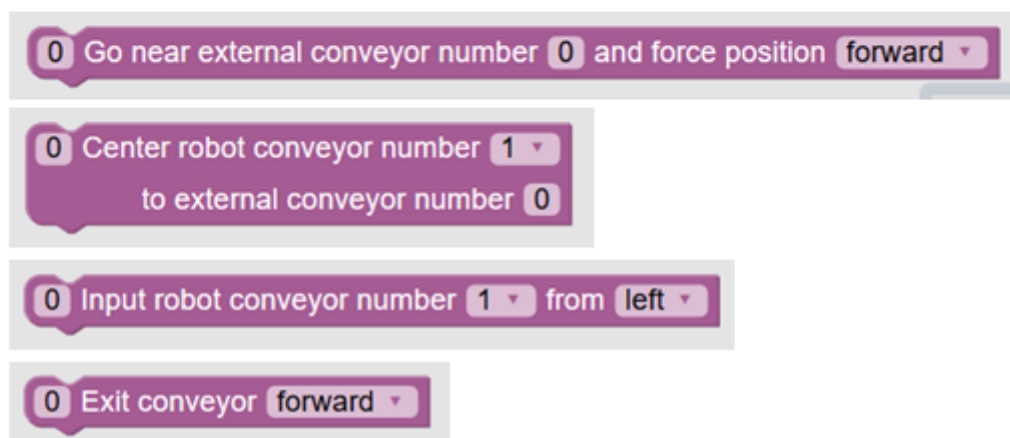 0 Go near external conveyor number 0 and force position forward
0 Center robot conveyor number 1
to external conveyor number 0
0 Input robot conveyor number 1 from left
0 Exit conveyor forward